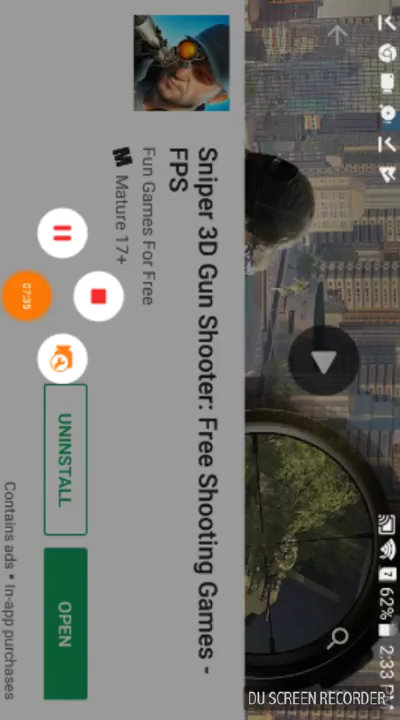 62%
2:33 PM
Sniper 3D Gun Shooter: Free Shooting Games -
FPS
Fun Games For Free
M Mature 17+
07:35
UNINSTALL
OPEN
Contains ads • In-app purchases
DU SCREEN RECORDER